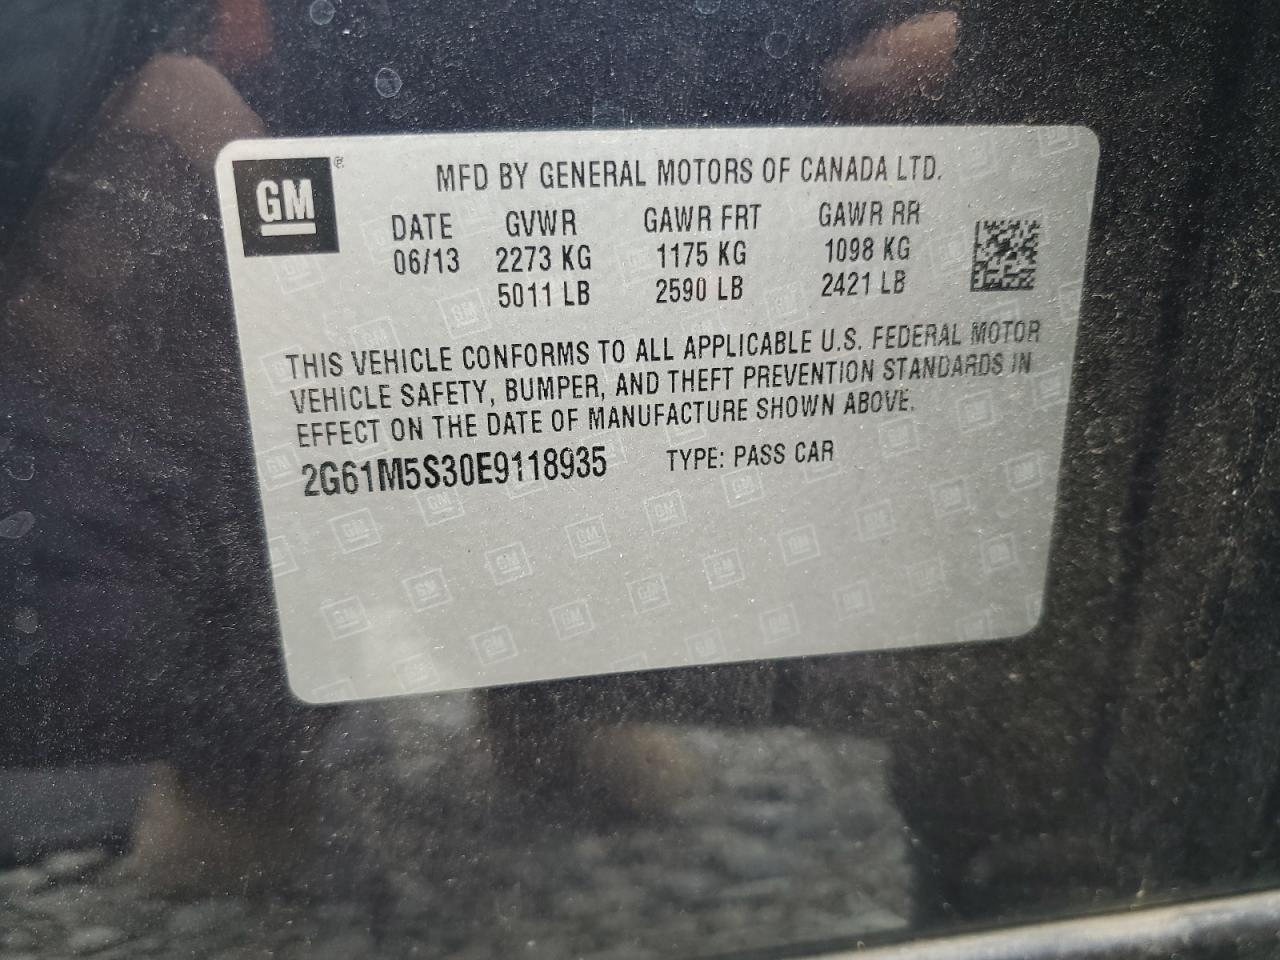 GM ®
MFD BY GENERAL MOTORS OF CANADA LTD.
DATE GVWR GAWR FRT GAWR RR
06/13 2273 KG 1175 KG 1098 KG
5011 LB 2590 LB 2421 LB
THIS VEHICLE CONFORMS TO ALL APPLICABLE U.S. FEDERAL MOTOR
VEHICLE SAFETY, BUMPER, AND THEFT PREVENTION STANDARDS IN
EFFECT ON THE DATE OF MANUFACTURE SHOWN ABOVE.
2G61M5S30E9118935 TYPE: PASS CAR